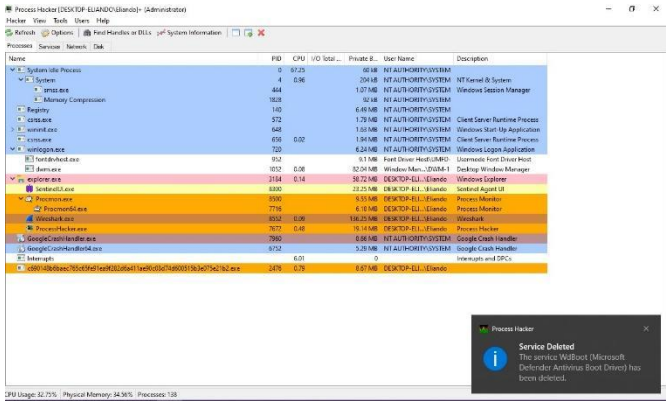 Process Hacker [DESKTOP-ELIANDO\Eliando]+ (Administrator)
Hacker View Tools Users Help
Refresh Options Find Handles or DLLs System Information
Processes Services Network Disk
Name PID CPU I/O Total ... Private B... User Name Description
System Idle Process 0 67.25 60 kB NT AUTHORITY\SYSTEM
System 4 0.96 204 kB NT AUTHORITY\SYSTEM NT Kernel & System
smss.exe 444 1.07 MB NT AUTHORITY\SYSTEM Windows Session Manager
Memory Compression 1828 92 kB NT AUTHORITY\SYSTEM
Registry 140 6.49 MB NT AUTHORITY\SYSTEM
csrss.exe 572 1.79 MB NT AUTHORITY\SYSTEM Client Server Runtime Process
wininit.exe 648 1.63 MB NT AUTHORITY\SYSTEM Windows Start-Up Application
csrss.exe 656 0.02 1.94 MB NT AUTHORITY\SYSTEM Client Server Runtime Process
winlogon.exe 720 6.24 MB NT AUTHORITY\SYSTEM Windows Logon Application
fontdrvhost.exe 952 9.1 MB Font Driver Host\UMFD- Usermode Font Driver Host
dwm.exe 1052 0.08 82.04 MB Window Man...\DWM-1 Desktop Window Manager
explorer.exe 3184 0.14 58.72 MB DESKTOP-ELI...\Eliando Windows Explorer
SentinelUI.exe 6300 23.25 MB DESKTOP-ELI...\Eliando Sentinel Agent UI
Procmon.exe 8500 9.55 MB DESKTOP-ELI...\Eliando Process Monitor
Procmon64.exe 7716 6.18 MB DESKTOP-ELI...\Eliando Process Monitor
Wireshark.exe 8552 0.09 136.25 MB DESKTOP-ELI...\Eliando Wireshark
ProcessHacker.exe 7672 0.48 19.14 MB DESKTOP-ELI...\Eliando Process Hacker
GoogleCrashHandler.exe 7960 8.66 MB NT AUTHORITY\SYSTEM Google Crash Handler
GoogleCrashHandler64.exe 6752 5.29 MB NT AUTHORITY\SYSTEM Google Crash Handler
Interrupts 6.01 0 Interrupts and DPCs
2476 0.79 8.67 MB DESKTOP-ELI...\Eliando
Process Hacker
Service Deleted
The service WdBoot (Microsoft
Defender Antivirus Boot Driver) has
been deleted.
CPU Usage: 32.75% Physical Memory: 34.56% Processes: 138